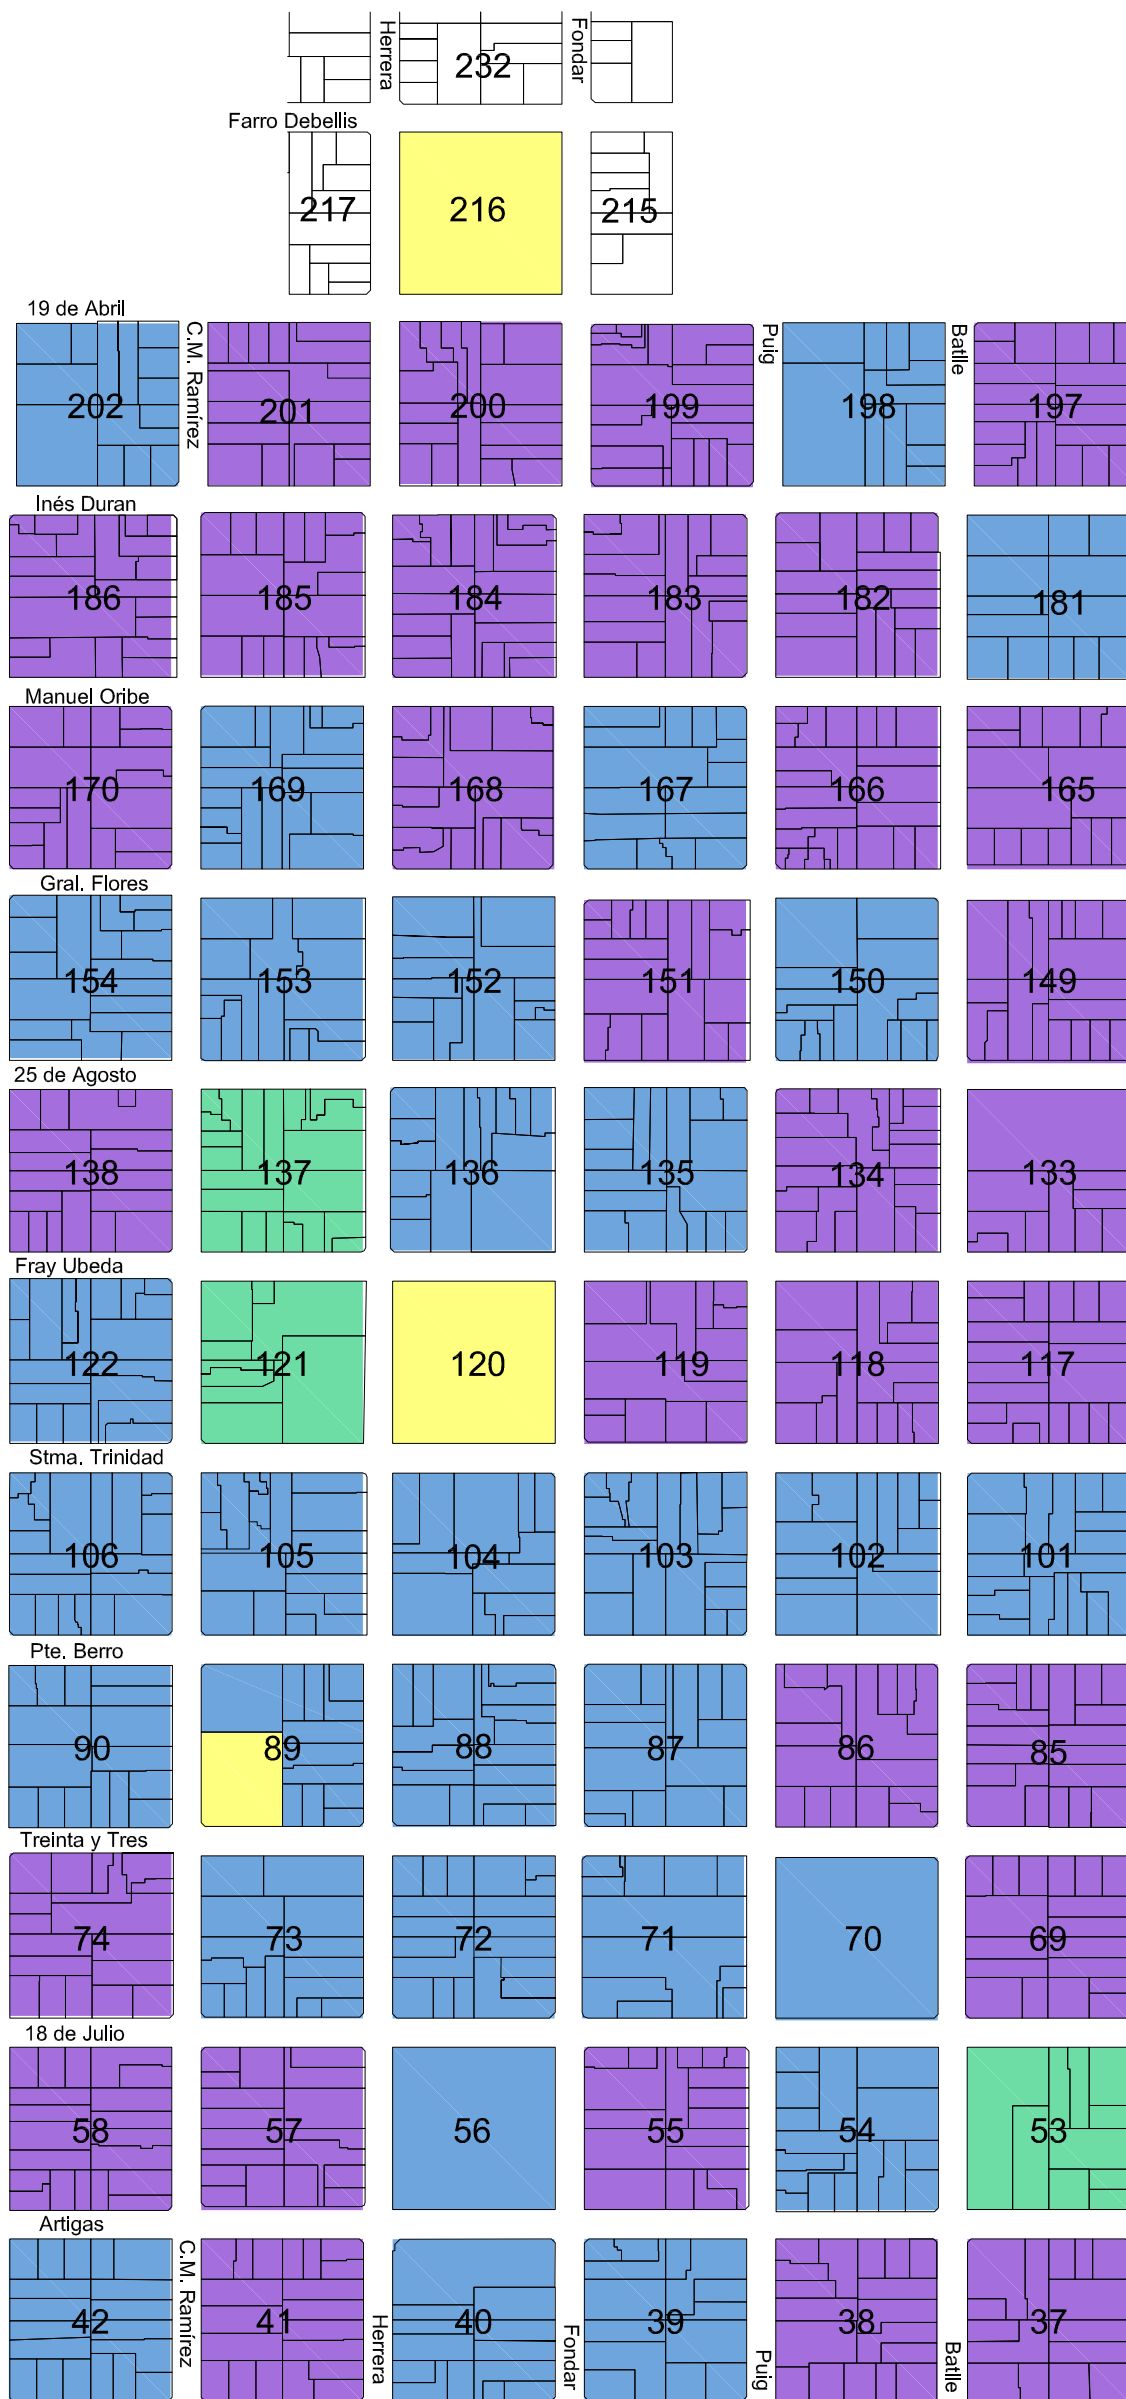 Herrera
Fondar
232
Farro Debellis
217 216 215
19 de Abril
C.M. Ramírez
Puig
Batlle
202 201 200 199 198 197
Inés Duran
186 185 184 183 182 181
Manuel Oribe
170 169 168 167 166 165
Gral. Flores
154 153 152 151 150 149
25 de Agosto
138 137 136 135 134 133
Fray Ubeda
122 121 120 119 118 117
Stma. Trinidad
106 105 104 103 102 101
Pte. Berro
90 89 88 87 86 85
Treinta y Tres
74 73 72 71 70 69
18 de Julio
58 57 56 55 54 53
Artigas
C.M. Ramírez
Herrera
Fondar
Puig
Batlle
42 41 40 39 38 37